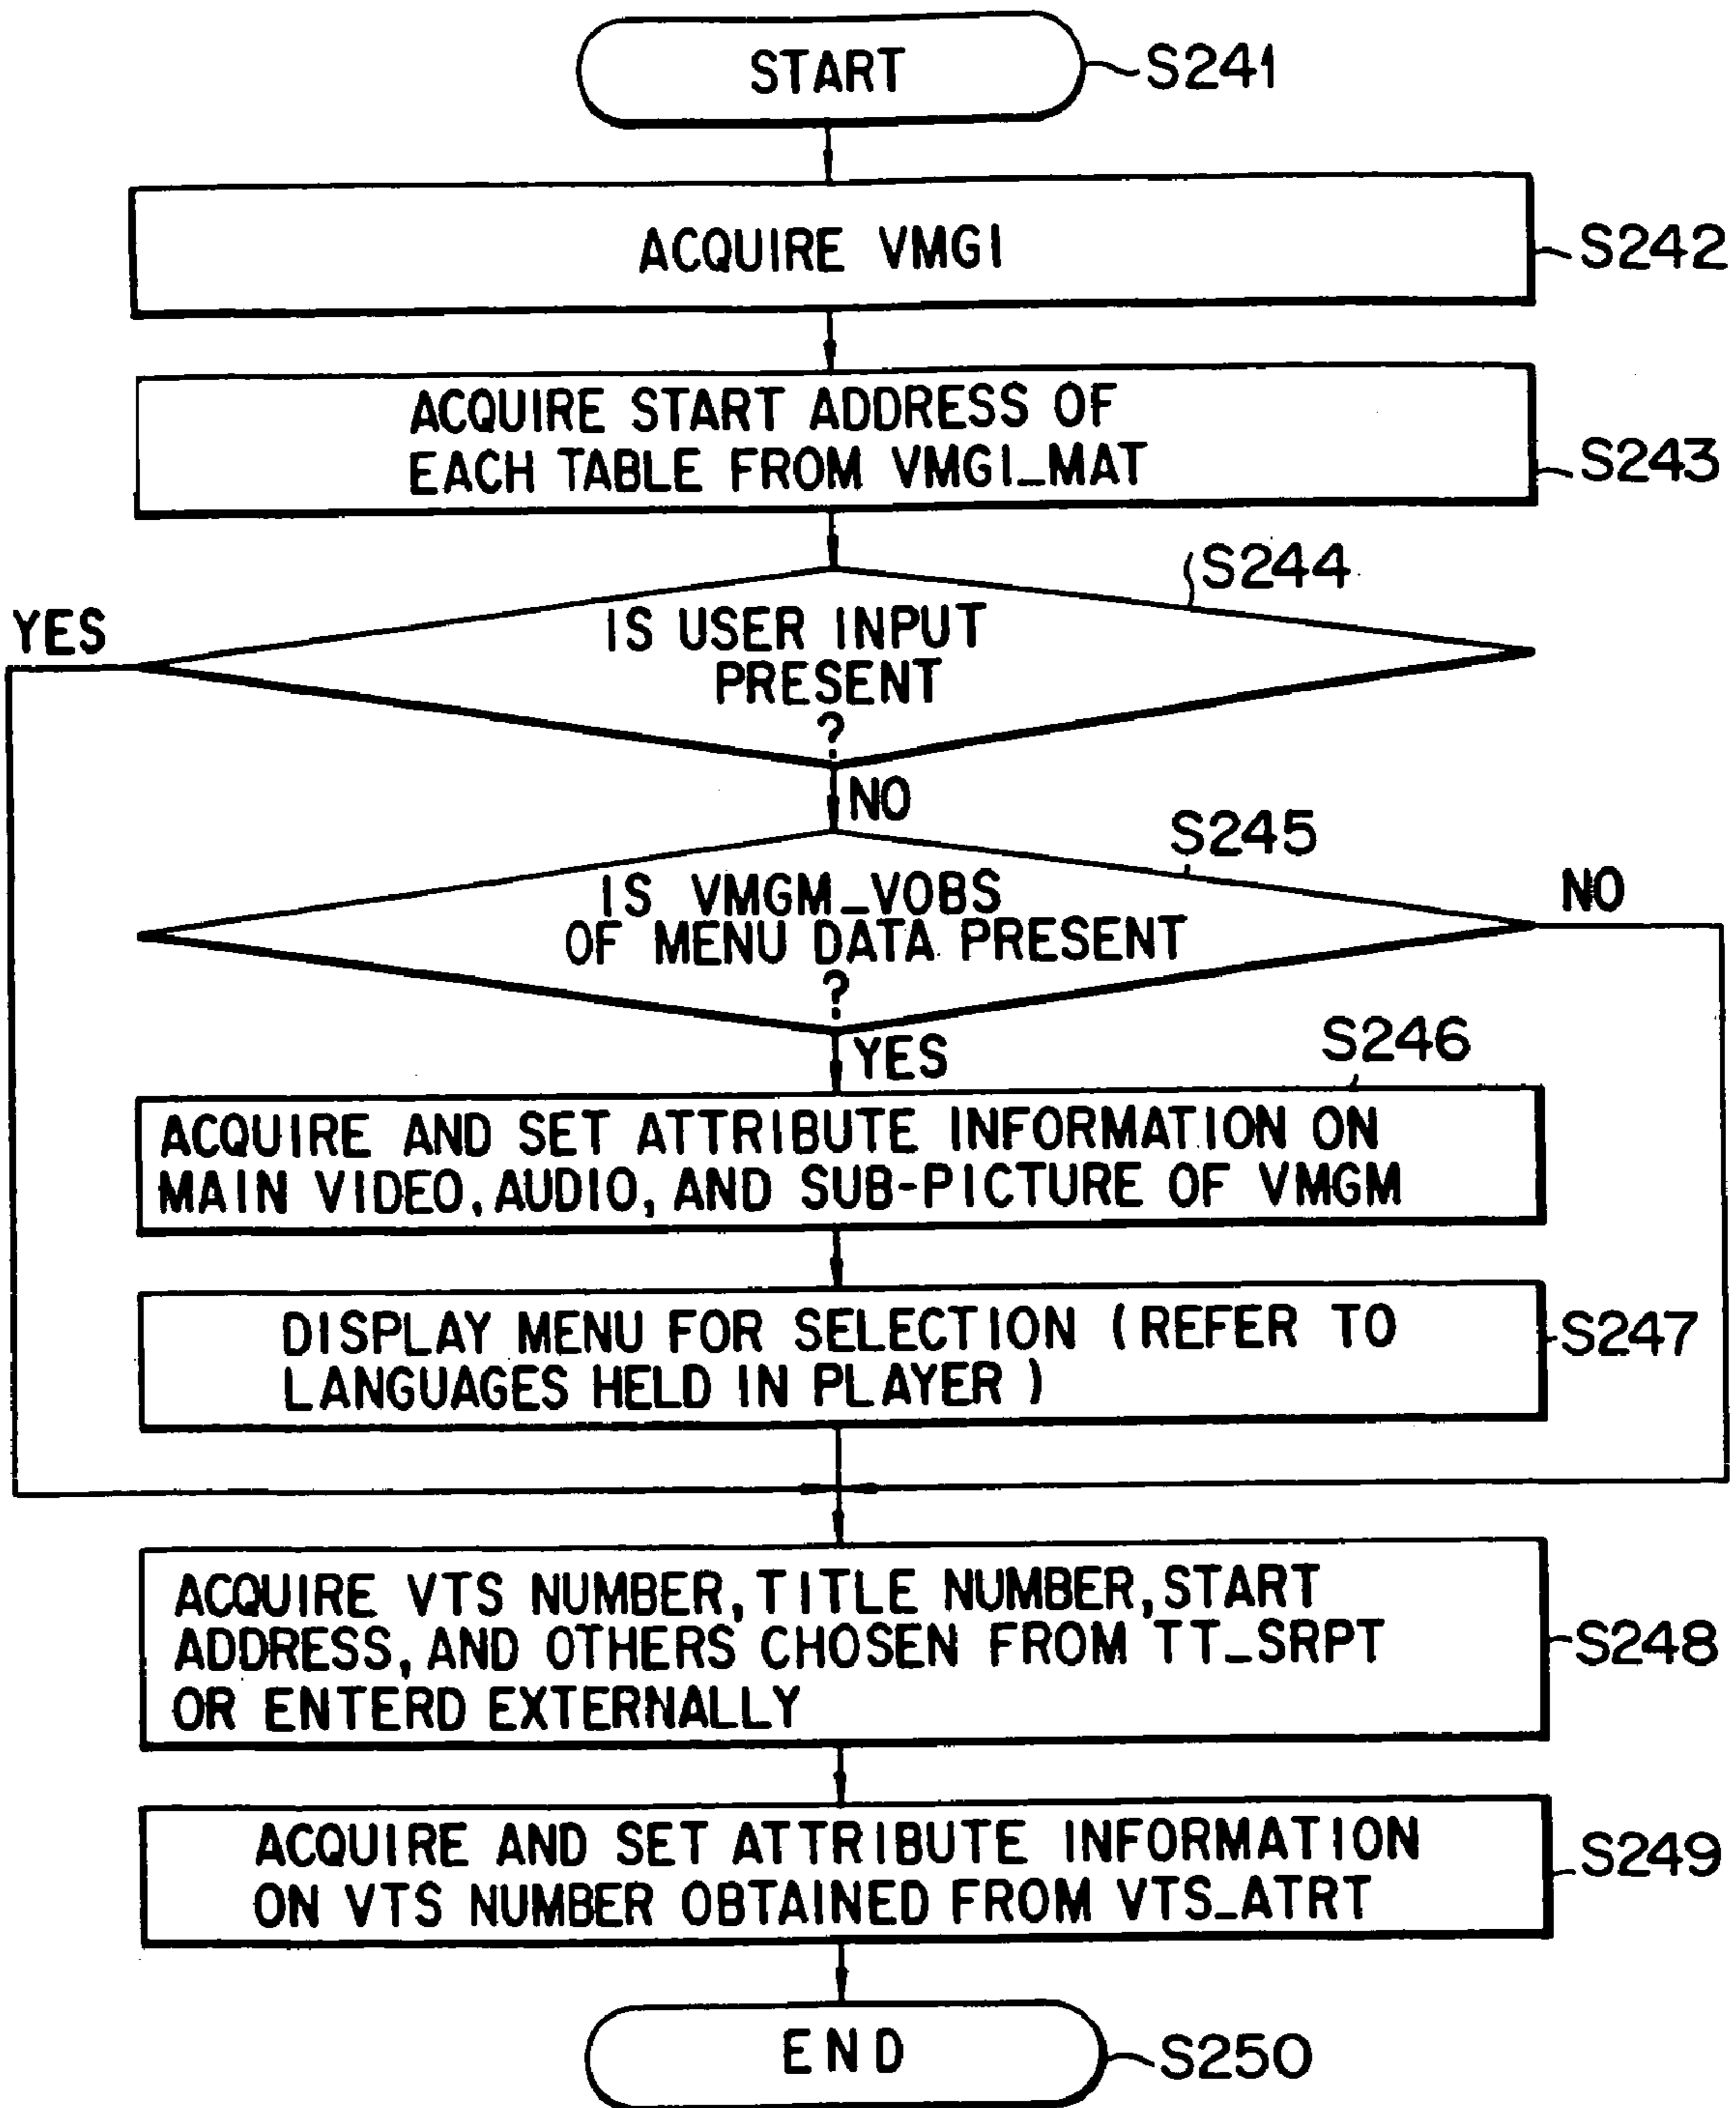 START
S241
ACQUIRE VMGI
S242
ACQUIRE START ADDRESS OF
EACH TABLE FROM VMGI_MAT
S243
S244
YES
IS USER INPUT
PRESENT
?
NO
S245
IS VMGM_VOBS
OF MENU DATA PRESENT
?
NO
YES
S246
ACQUIRE AND SET ATTRIBUTE INFORMATION ON
MAIN VIDEO, AUDIO, AND SUB-PICTURE OF VMGM
DISPLAY MENU FOR SELECTION (REFER TO
LANGUAGES HELD IN PLAYER)
S247
ACQUIRE VTS NUMBER, TITLE NUMBER, START
ADDRESS, AND OTHERS CHOSEN FROM TT_SRPT
OR ENTERD EXTERNALLY
S248
ACQUIRE AND SET ATTRIBUTE INFORMATION
ON VTS NUMBER OBTAINED FROM VTS_ATRT
S249
END
S250